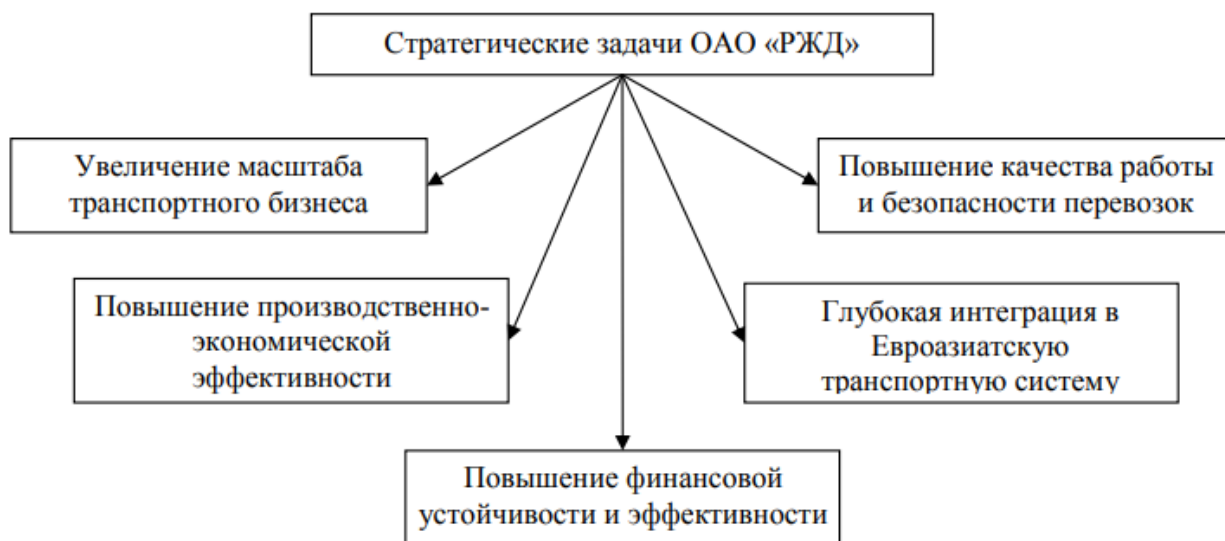 Стратегические задачи ОАО «РЖД»
Увеличение масштаба
транспортного бизнеса
Повышение качества работы
и безопасности перевозок
Повышение производственно-
экономической
эффективности
Глубокая интеграция в
Евроазиатскую
транспортную систему
Повышение финансовой
устойчивости и эффективности